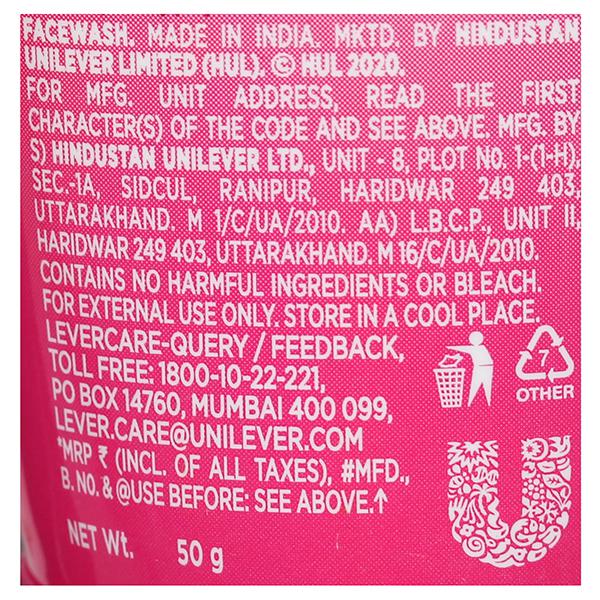 FACEWASH. MADE IN INDIA. MKTD. BY HINDUSTAN
UNILEVER LIMITED (HUL). © HUL 2020.
FOR MFG. UNIT ADDRESS, READ THE FIRST
CHARACTER(S) OF THE CODE AND SEE ABOVE. MFG. BY
S) HINDUSTAN UNILEVER LTD., UNIT - 8, PLOT NO. 1-(1-H),
SEC.-1A, SIDCUL, RANIPUR, HARIDWAR 249 403,
UTTARAKHAND. M 1/C/UA/2010. AA) L.B.C.P., UNIT II,
HARIDWAR 249 403, UTTARAKHAND. M 16/C/UA/2010.
CONTAINS NO HARMFUL INGREDIENTS OR BLEACH.
FOR EXTERNAL USE ONLY. STORE IN A COOL PLACE.
LEVERCARE-QUERY / FEEDBACK,
TOLL FREE: 1800-10-22-221,
PO BOX 14760, MUMBAI 400 099,
LEVER.CARE@UNILEVER.COM
*MRP ₹ (INCL. OF ALL TAXES), #MFD.,
B. NO. & @USE BEFORE: SEE ABOVE.↑
NET Wt. 50 g
7
OTHER